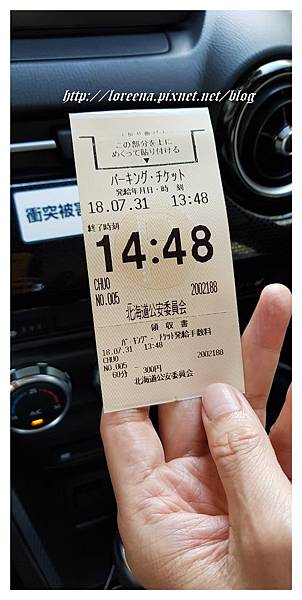 http://loreena.pixnet.net/blog
この部分を上に
めくって貼り付ける
パーキング・チケット
発給年月日・時刻
18.07.31 13:48
終了時刻
14:48
CHUO
NO.005 2002188
北海道公安委員会
領収書
パーキング・チケット発給手数料
18.07.31 13:48
CHUO 2002188
NO.005
60分 300円
北海道公安委員会
衝突被害
AC